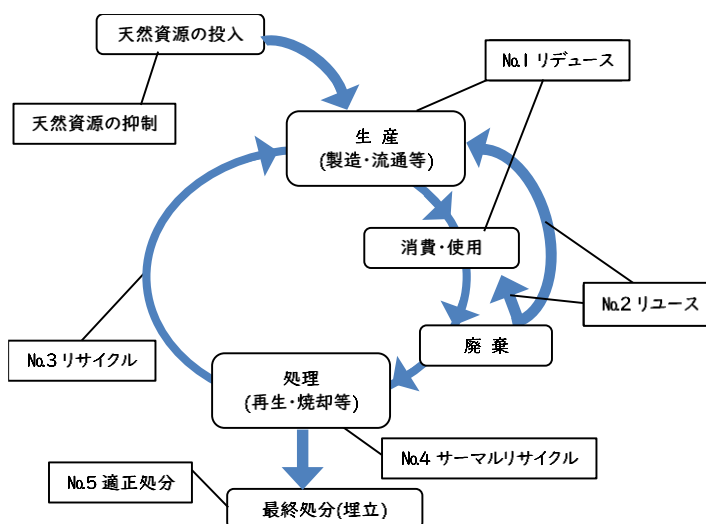 天然資源の投入
No.1 リデュース
天然資源の抑制
生 産
(製造・流通等)
消費・使用
No.2 リユース
廃 棄
No.3 リサイクル
処理
(再生・焼却等)
No.4 サーマルリサイクル
No.5 適正処分
最終処分(埋立)